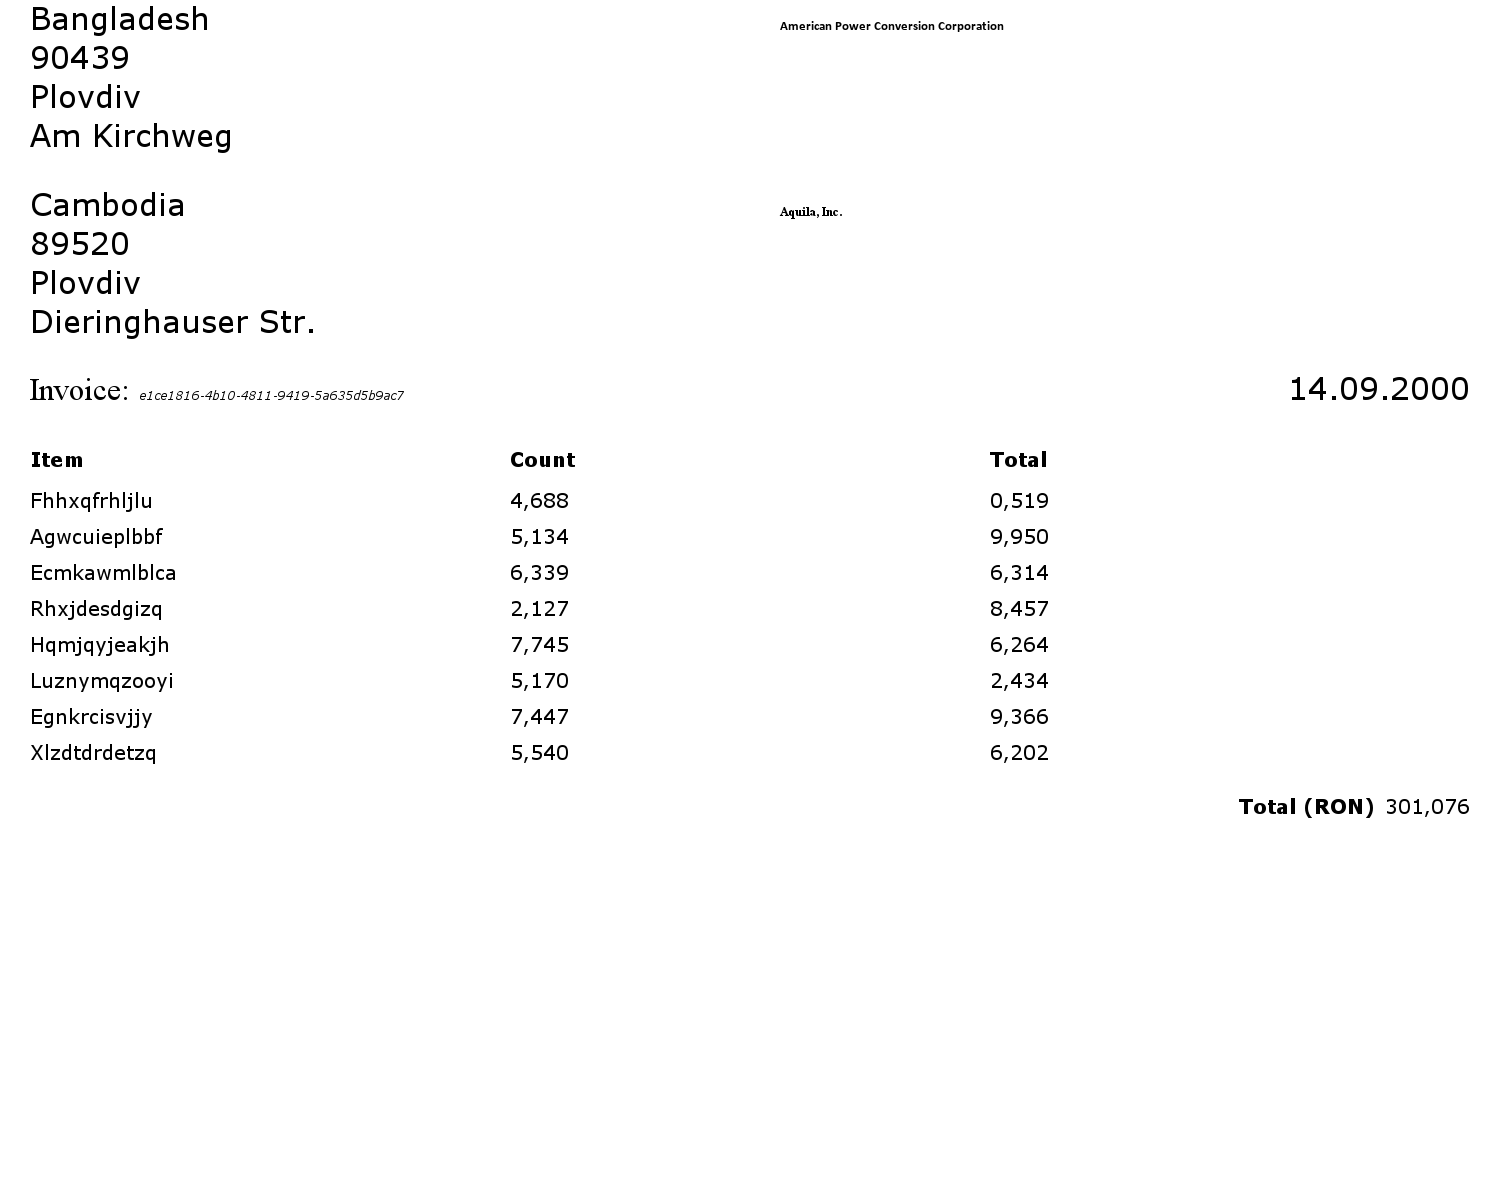 Bangladesh
American Power Conversion Corporation
90439
Plovdiv
Am Kirchweg
Cambodia
Aquila, Inc.
89520
Plovdiv
Dieringhauser Str.
Invoice: e1ce1816-4b10-4811-9419-5a635d5b9ac7 14.09.2000
Item Count Total
Fhhxqfrhljlu 4,688 0,519
Agwcuieplbbf 5,134 9,950
Ecmkawmlblca 6,339 6,314
Rhxjdesdgizq 2,127 8,457
Hqmjqyjeakjh 7,745 6,264
Luznymqzooyi 5,170 2,434
Egnkrcisvjjy 7,447 9,366
Xlzdtdrdetzq 5,540 6,202
Total (RON) 301,076